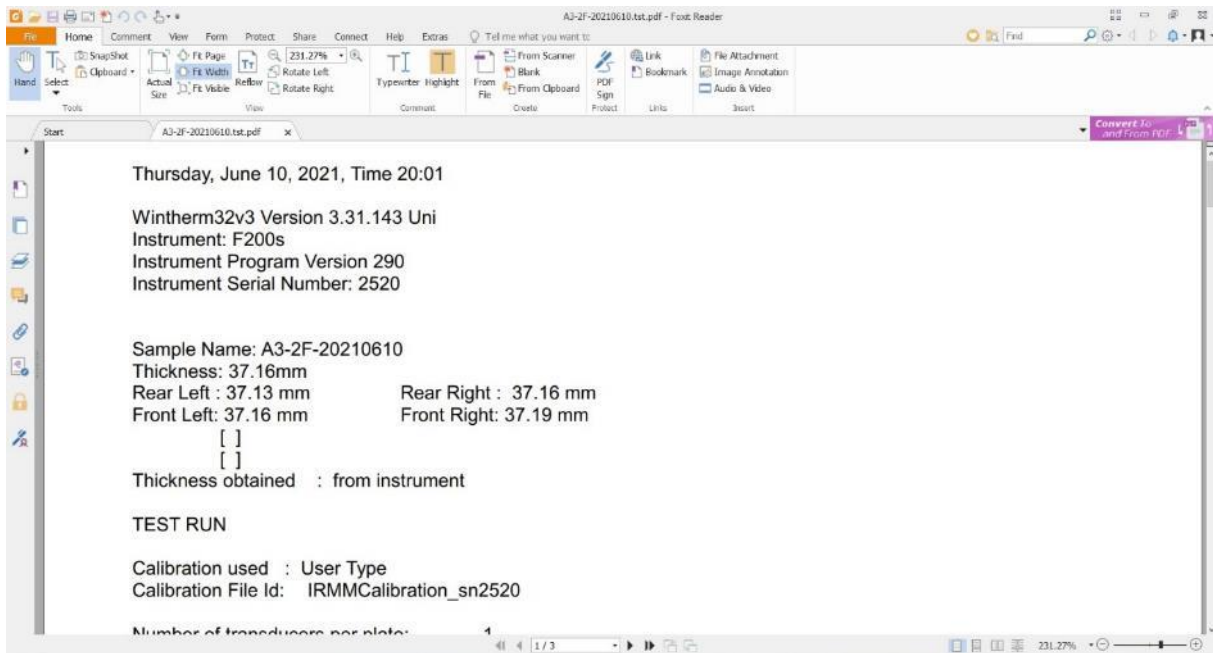 A3-2F-20210610.tst.pdf - Foxit Reader
File Home Comment View Form Protect Share Connect Help Extras Tell me what you want to Find
Hand
Select
SnapShot
Clipboard
Tools
Actual Size
Fit Page
Fit Width
Fit Visible
Reflow
231.27%
Rotate Left
Rotate Right
View
Typewriter Highlight
Comment
From File
From Scanner
Blank
From Clipboard
Create
PDF Sign
Protect
Link
Bookmark
Links
File Attachment
Image Annotation
Audio & Video
Insert
Start A3-2F-20210610.tst.pdf x
Convert To
and From PDF
Thursday, June 10, 2021, Time 20:01
Wintherm32v3 Version 3.31.143 Uni
Instrument: F200s
Instrument Program Version 290
Instrument Serial Number: 2520
Sample Name: A3-2F-20210610
Thickness: 37.16mm
Rear Left : 37.13 mm Rear Right : 37.16 mm
Front Left: 37.16 mm Front Right: 37.19 mm
[ ]
[ ]
Thickness obtained : from instrument
TEST RUN
Calibration used : User Type
Calibration File Id: IRMMCalibration_sn2520
Number of transducers per plate: 1
1 / 3 231.27%